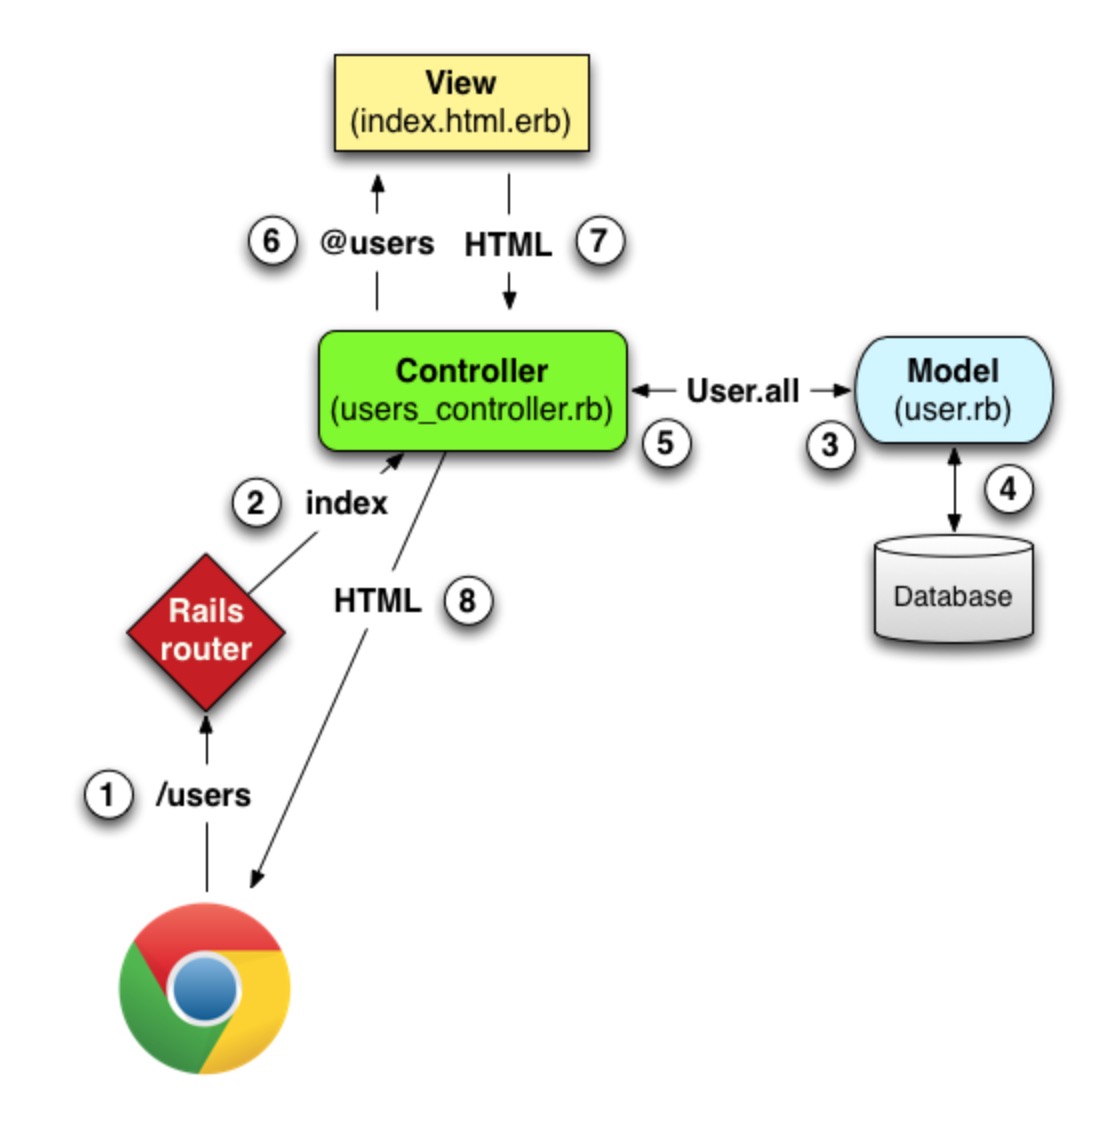 View
(index.html.erb)
6 @users HTML 7
Controller
(users_controller.rb)
User.all
Model
(user.rb)
5
3
4
2 index
Database
HTML 8
Rails
router
1 /users